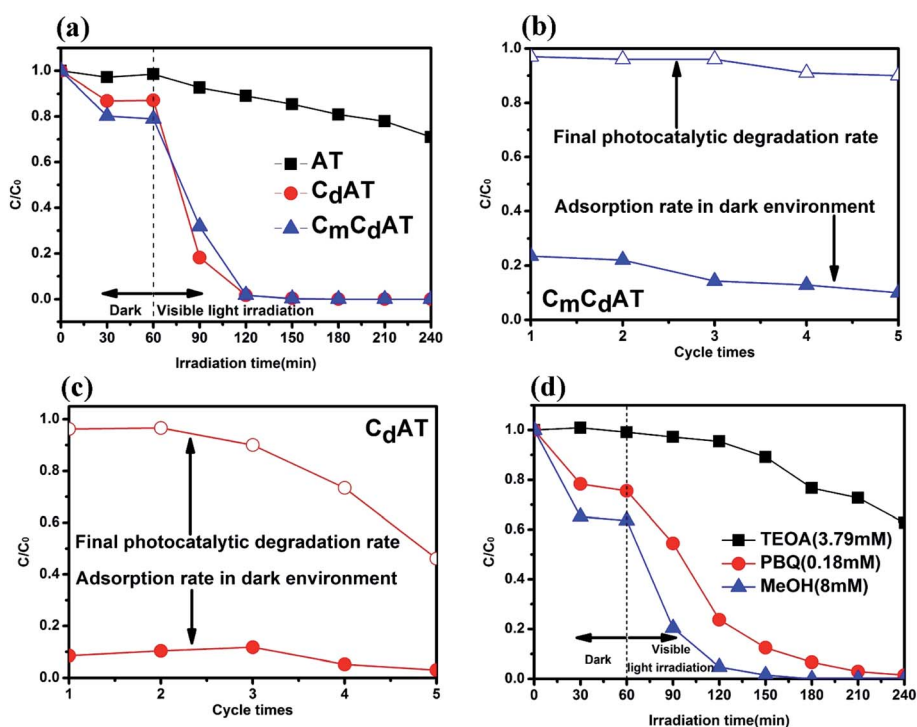 (a)
C/C₀
1.0
0.8
0.6
0.4
0.2
0.0
AT
CdAT
CmCdAT
Dark
Visible light irradiation
0 30 60 90 120 150 180 210 240
Irradiation time(min)
(b)
C/C₀
1.0
0.8
0.6
0.4
0.2
0.0
Final photocatalytic degradation rate
Adsorption rate in dark environment
CmCdAT
1 2 3 4 5
Cycle times
(c)
C/C₀
1.0
0.8
0.6
0.4
0.2
0.0
CdAT
Final photocatalytic degradation rate
Adsorption rate in dark environment
1 2 3 4 5
Cycle times
(d)
C/C₀
1.0
0.8
0.6
0.4
0.2
0.0
TEOA(3.79mM)
PBQ(0.18mM)
MeOH(8mM)
Dark
Visible
light irradiation
0 30 60 90 120 150 180 210 240
Irradiation time(min)